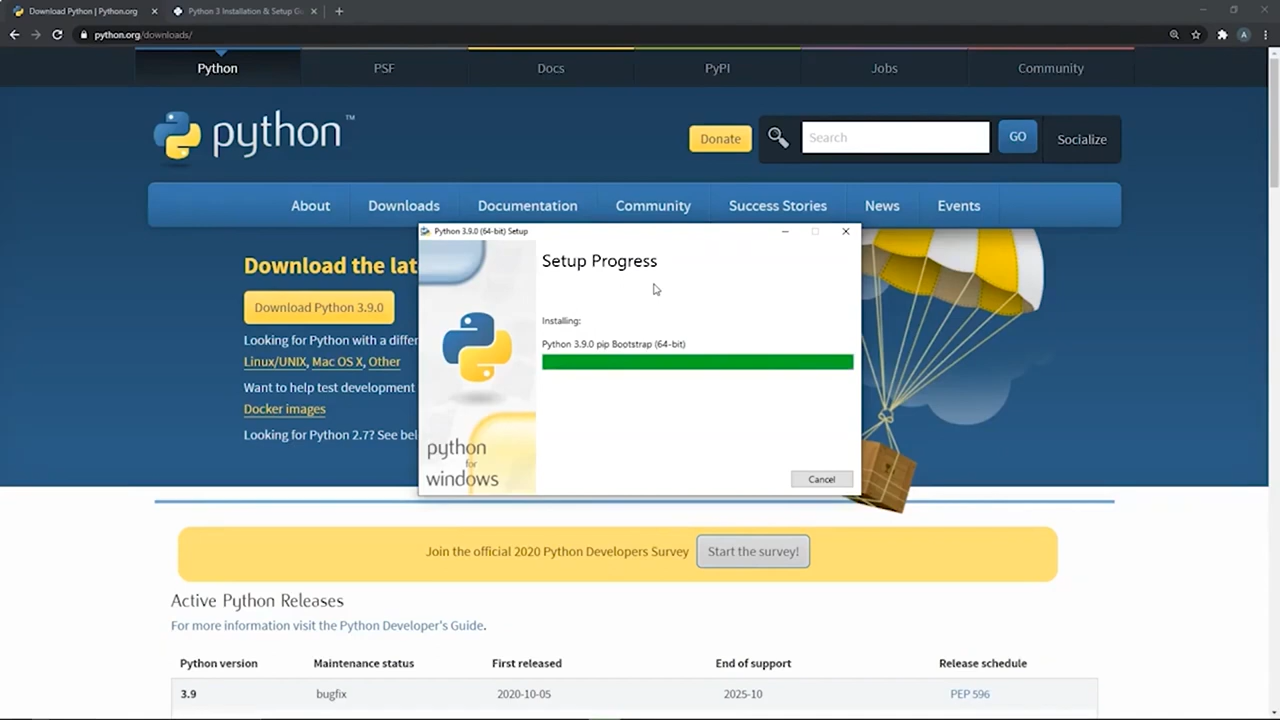 Download Python | Python.org
Python 3 Installation & Setup Gu
python.org/downloads/
A
Python
PSF
Docs
PyPI
Jobs
Community
python™
Donate
Search
GO
Socialize
About
Downloads
Documentation
Community
Success Stories
News
Events
Python 3.9.0 (64-bit) Setup
Setup Progress
Installing:
Python 3.9.0 pip Bootstrap (64-bit)
python
for
windows
Cancel
Download the lat
Download Python 3.9.0
Looking for Python with a differ
Linux/UNIX, Mac OS X, Other
Want to help test development
Docker images
Looking for Python 2.7? See bel
Join the official 2020 Python Developers Survey
Start the survey!
Active Python Releases
For more information visit the Python Developer's Guide.
Python version
Maintenance status
First released
End of support
Release schedule
3.9
bugfix
2020-10-05
2025-10
PEP 596